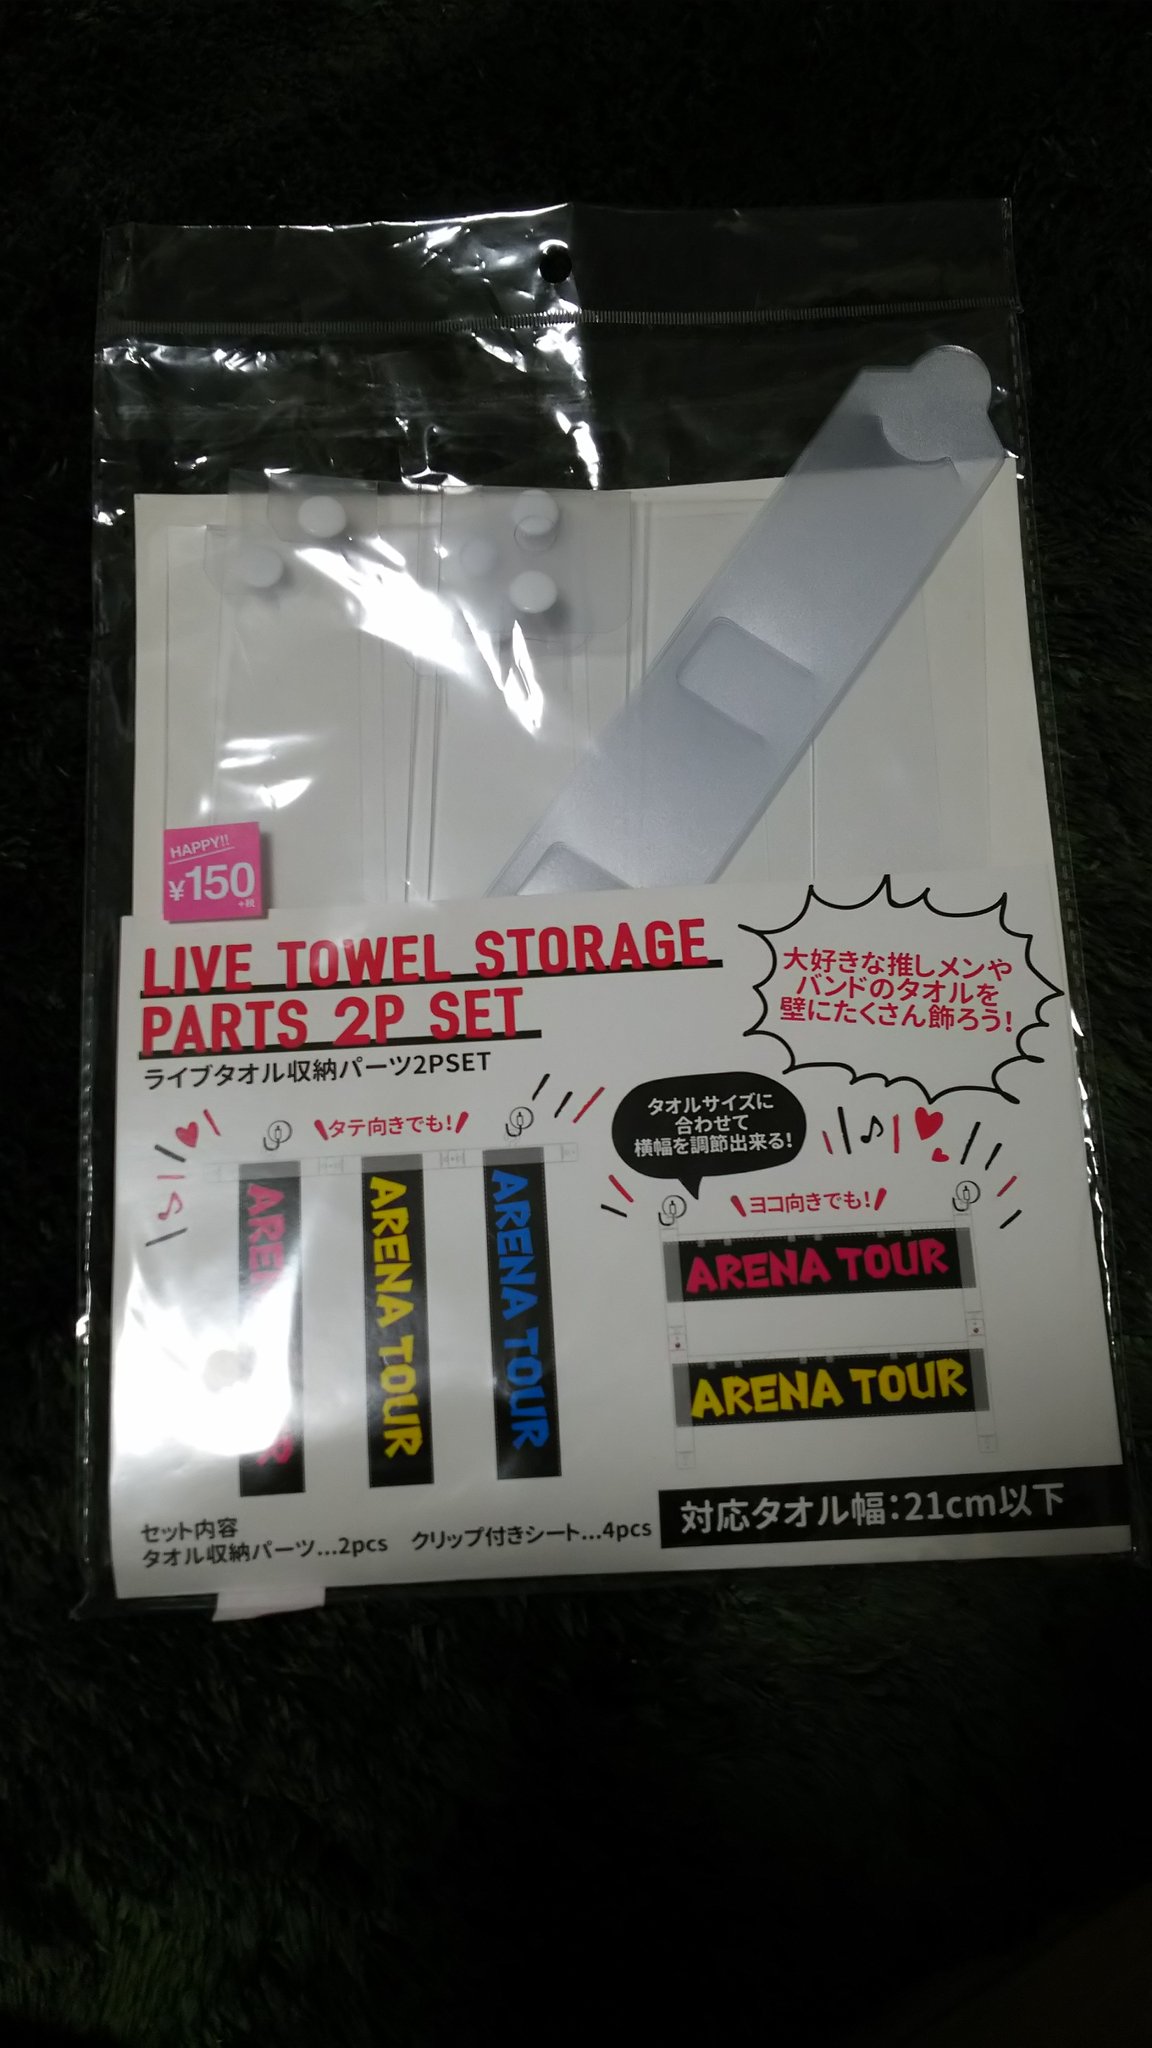 HAPPY!!
¥150
+税
LIVE TOWEL STORAGE
PARTS 2P SET
ライブタオル収納パーツ2PSET
大好きな推しメンや
バンドのタオルを
壁にたくさん飾ろう!
タテ向きでも!
タオルサイズに
合わせて
横幅を調節出来る!
ヨコ向きでも!
ARENA TOUR
ARENA TOUR
ARENA TOUR
ARENA TOUR
対応タオル幅:21cm以下
セット内容
タオル収納パーツ…2pcs クリップ付きシート…4pcs